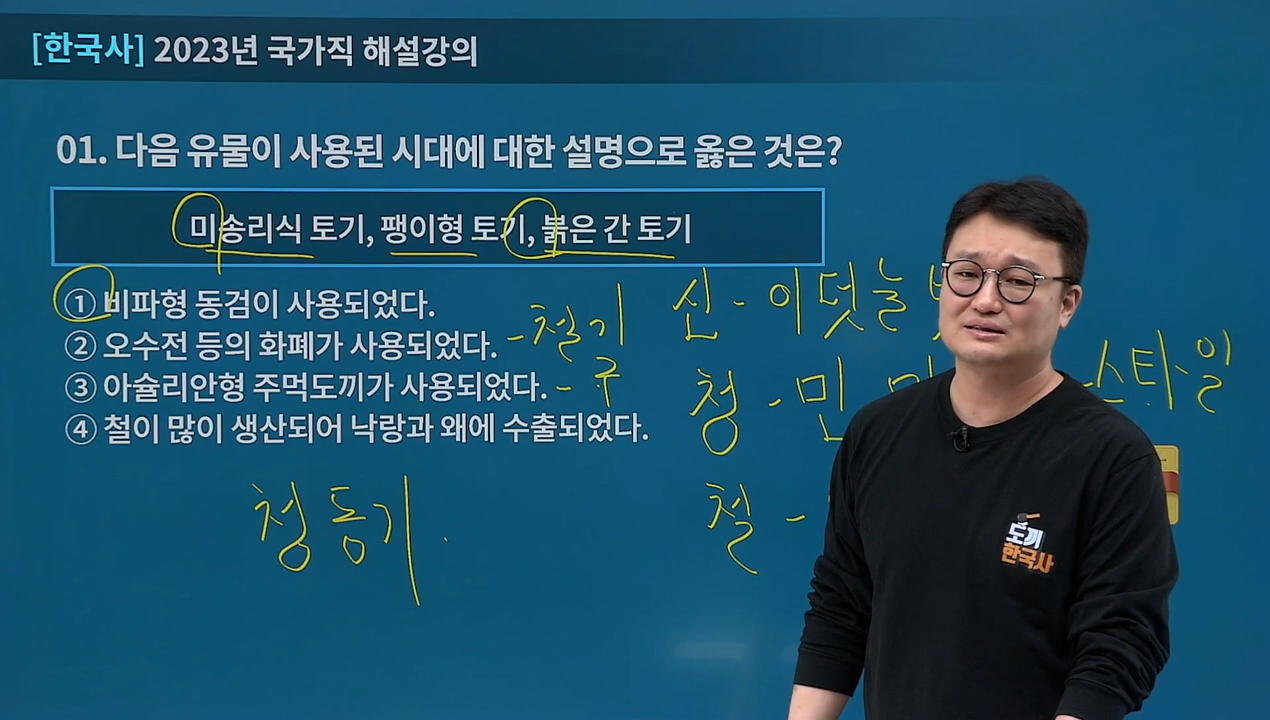 [한국사] 2023년 국가직 해설강의
01. 다음 유물이 사용된 시대에 대한 설명으로 옳은 것은?
미송리식 토기, 팽이형 토기, 붉은 간 토기
① 비파형 동검이 사용되었다.
② 오수전 등의 화폐가 사용되었다. - 철기
③ 아슐리안형 주먹도끼가 사용되었다. - 구
④ 철이 많이 생산되어 낙랑과 왜에 수출되었다.
신 - 이덧눌
청 - 민 스타일
철 -
청동기.
도끼
한국사